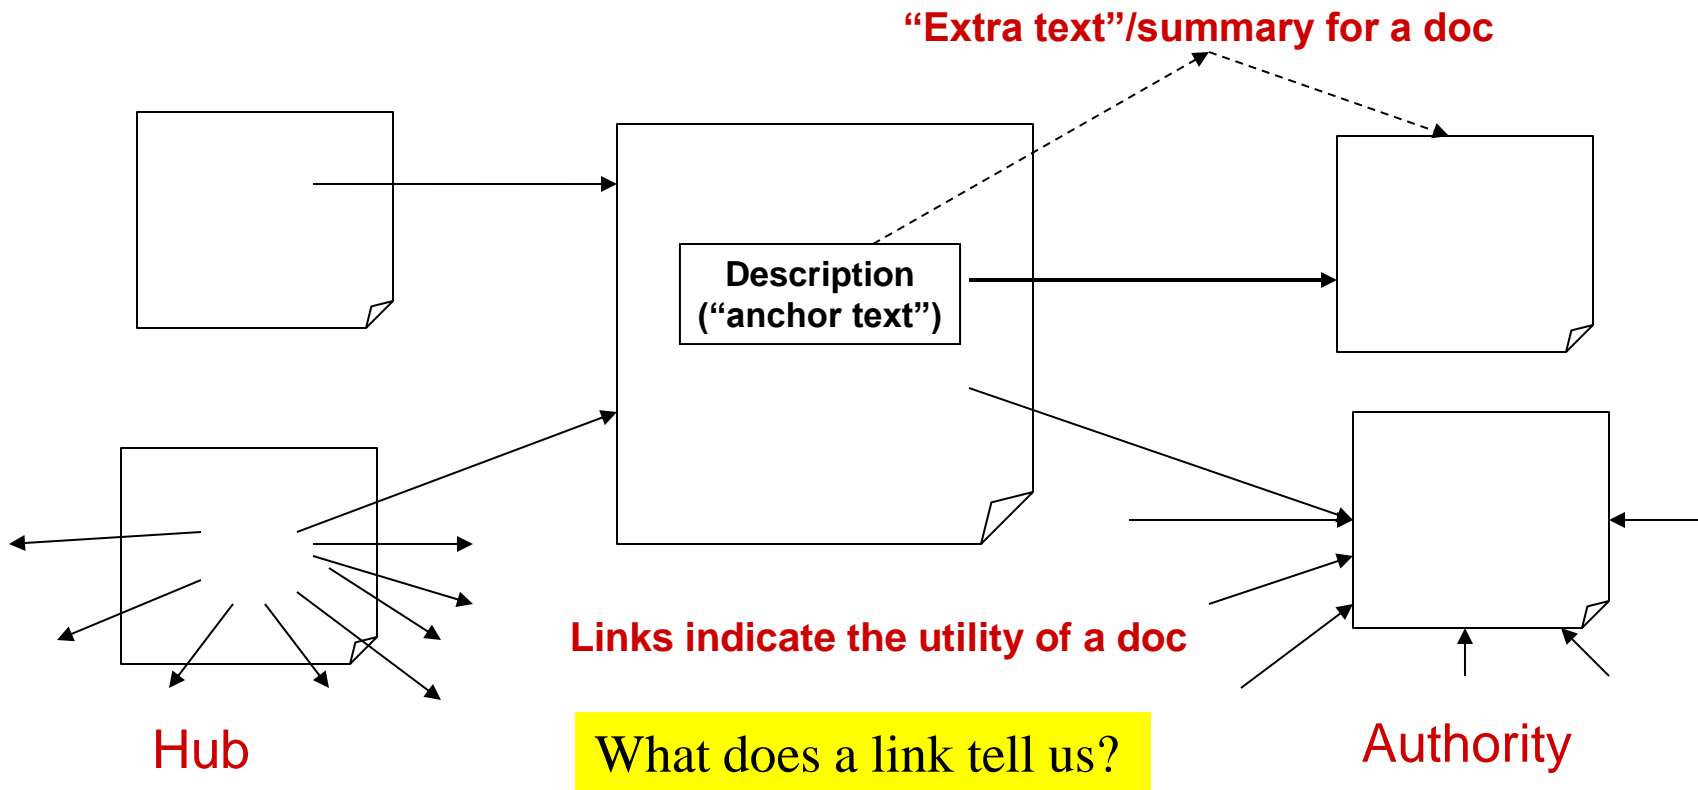 “Extra text”/summary for a doc
Description
(“anchor text”)
Links indicate the utility of a doc
Hub
What does a link tell us?
Authority